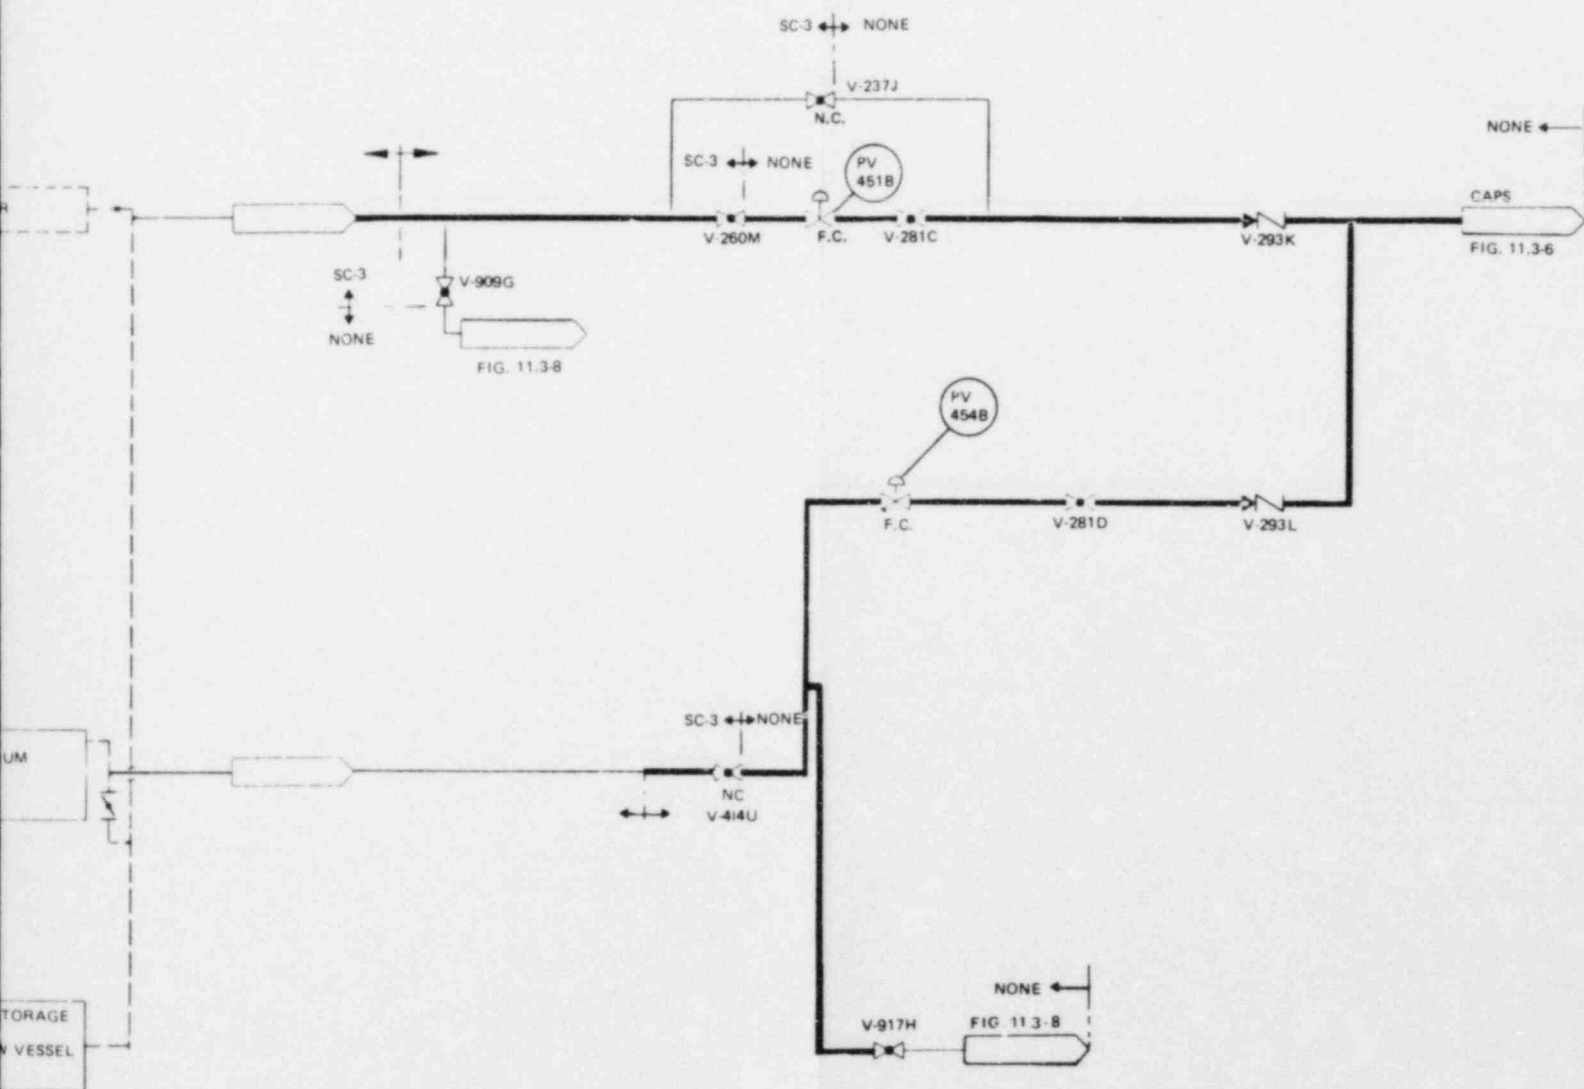 SC-3 NONE
V-237J
N.C.
NONE
SC-3 NONE
PV
451B
R
CAPS
V-260M
F.C.
V-281C
V-293K
FIG. 11.3-6
SC-3
NONE
V-909G
FIG. 11.3-8
PV
454B
F.C.
V-281D
V-293L
SC-3 NONE
UM
NC
V-414U
NONE
TORAGE
W VESSEL
V-917H
FIG 11.3-8